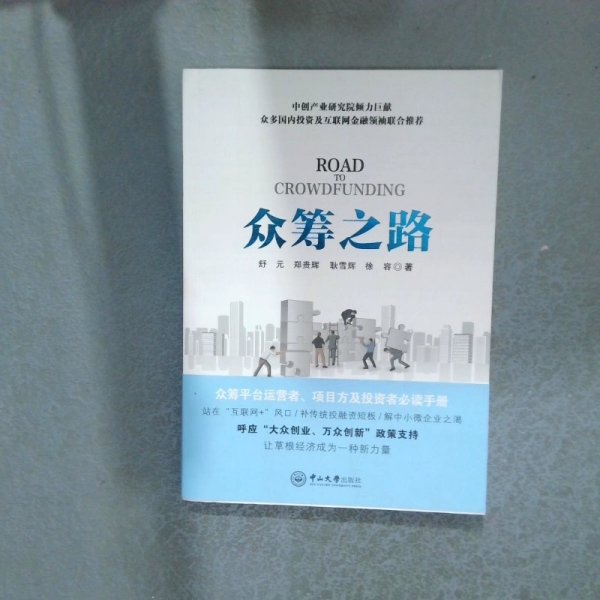 中创产业研究院倾力巨献
众多国内投资及互联网金融领袖联合推荐
ROAD
TO
CROWDFUNDING
众筹之路
舒 元 郑贵辉 耿雪辉 徐 容◎著
众筹平台运营者、项目方及投资者必读手册
站在“互联网+”风口/补传统投融资短板/解中小微企业之渴
呼应“大众创业、万众创新”政策支持
让草根经济成为一种新力量
中山大学出版社